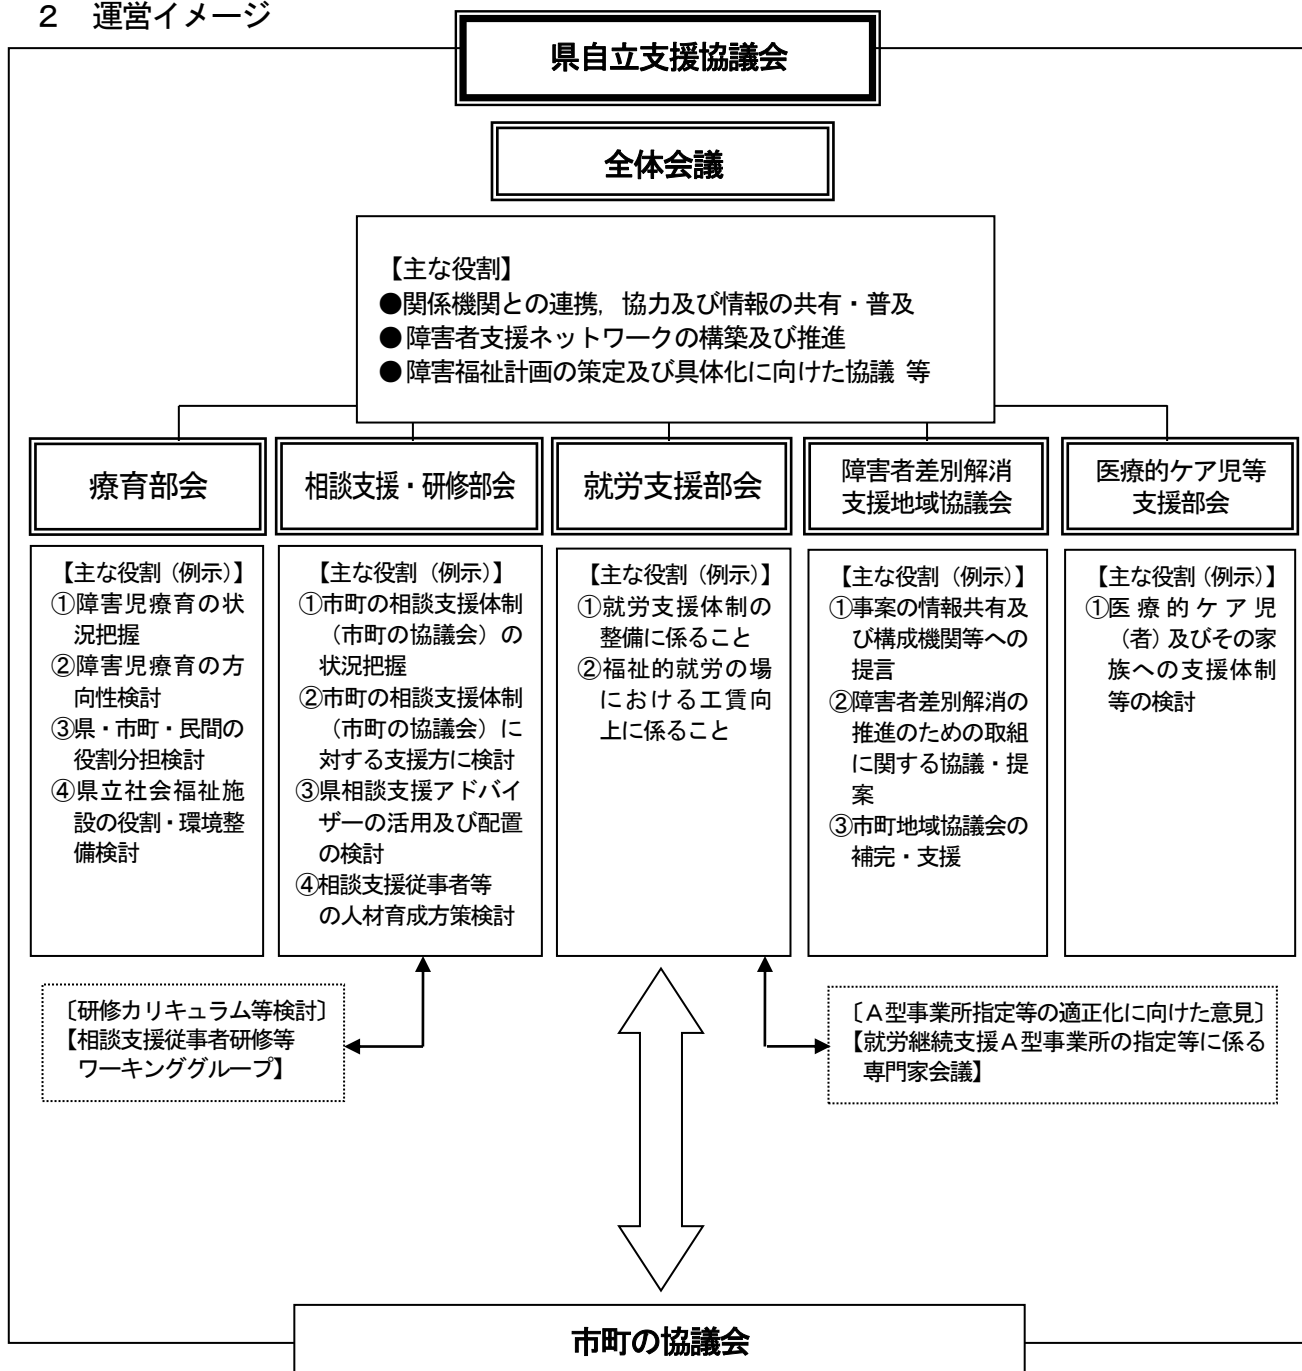 ２　運営イメージ
県自立支援協議会
全体会議
【主な役割】
●関係機関との連携，協力及び情報の共有・普及
●障害者支援ネットワークの構築及び推進
●障害福祉計画の策定及び具体化に向けた協議 等
療育部会
【主な役割（例示）】
①障害児療育の状
況把握
②障害児療育の方
向性検討
③県・市町・民間の
役割分担検討
④県立社会福祉施
設の役割・環境整
備検討
相談支援・研修部会
【主な役割（例示）】
①市町の相談支援体制
（市町の協議会）の
状況把握
②市町の相談支援体制
（市町の協議会）に
対する支援方に検討
③県相談支援アドバイ
ザーの活用及び配置
の検討
④相談支援従事者等
の人材育成方策検討
就労支援部会
【主な役割（例示）】
①就労支援体制の
整備に係ること
②福祉的就労の場
における工賃向
上に係ること
障害者差別解消
支援地域協議会
【主な役割（例示）】
①事案の情報共有及
び構成機関等への
提言
②障害者差別解消の
推進のための取組
に関する協議・提
案
③市町地域協議会の
補完・支援
医療的ケア児等
支援部会
【主な役割（例示）】
①医療的ケア児
（者）及びその家
族への支援体制
等の検討
〔研修カリキュラム等検討〕
【相談支援従事者研修等
ワーキンググループ】
〔Ａ型事業所指定等の適正化に向けた意見〕
【就労継続支援Ａ型事業所の指定等に係る
専門家会議】
市町の協議会